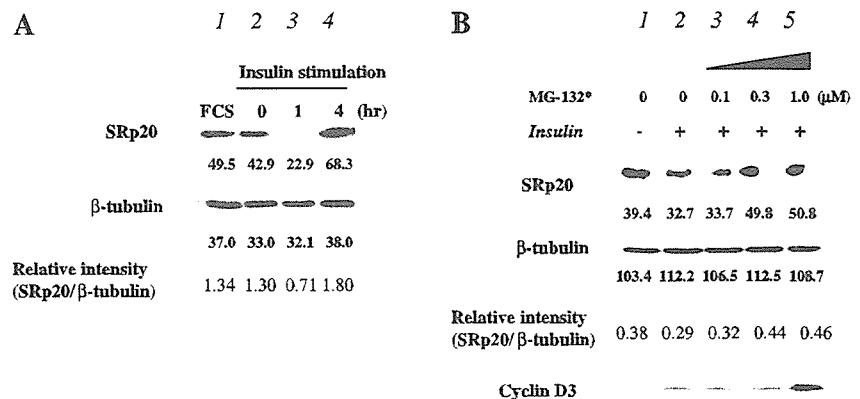 A
1 2 3 4
Insulin stimulation
FCS 0 1 4 (hr)
SRp20
49.5 42.9 22.9 68.3
β-tubulin
37.0 33.0 32.1 38.0
Relative intensity
(SRp20/β-tubulin)
1.34 1.30 0.71 1.80
B
1 2 3 4 5
MG-132* 0 0 0.1 0.3 1.0 (μM)
Insulin - + + + +
SRp20
39.4 32.7 33.7 49.8 50.8
β-tubulin
103.4 112.2 106.5 112.5 108.7
Relative intensity
(SRp20/β-tubulin)
0.38 0.29 0.32 0.44 0.46
Cyclin D3